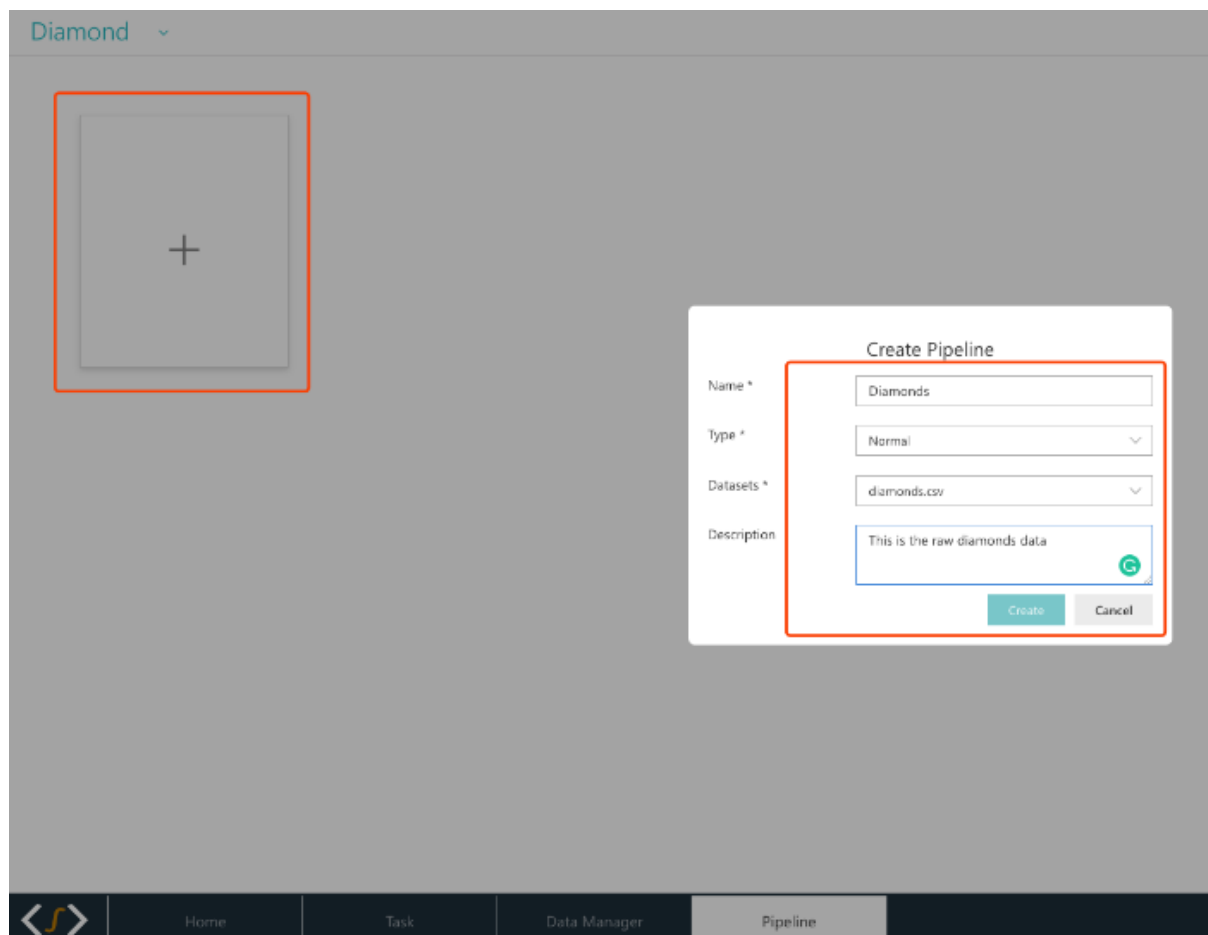 Diamond
Create Pipeline
Name * Diamonds
Type * Normal
Datasets * diamonds.csv
Description This is the raw diamonds data
Create Cancel
Home Task Data Manager Pipeline